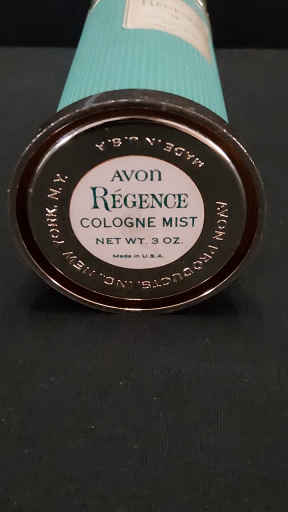 AVON
RÉGENCE
COLOGNE MIST
NET WT. 3 OZ.
Made in U.S.A.
MADE IN U.S.A.
AVON PRODUCTS, INC. NEW YORK, N.Y.